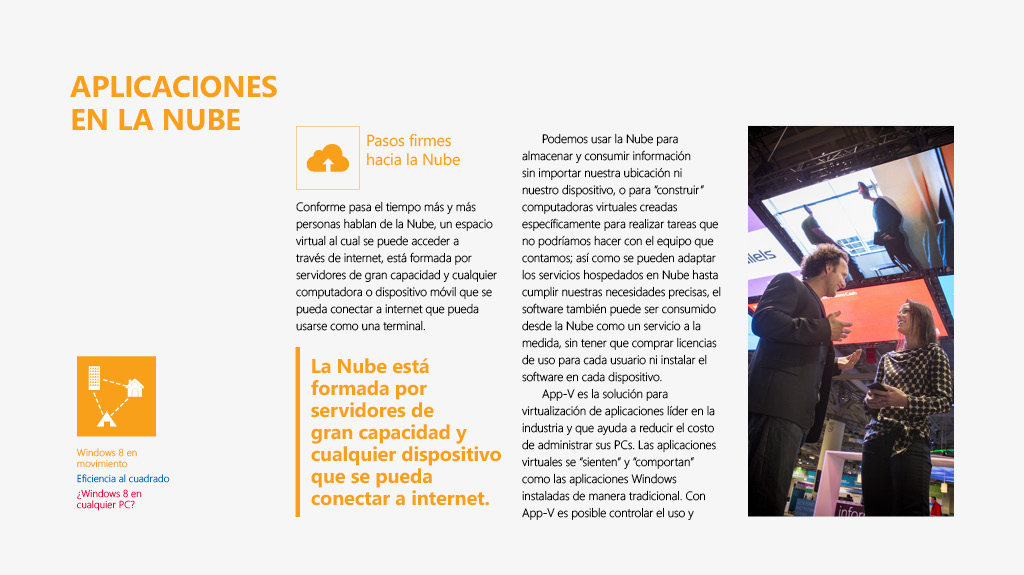 APLICACIONES
EN LA NUBE
Pasos firmes
hacia la Nube
Conforme pasa el tiempo más y más
personas hablan de la Nube, un espacio
virtual al cual se puede acceder a
través de internet, está formada por
servidores de gran capacidad y cualquier
computadora o dispositivo móvil que se
pueda conectar a internet que pueda
usarse como una terminal.
La Nube está
formada por
servidores de
gran capacidad y
cualquier dispositivo
que se pueda
conectar a internet.
Windows 8 en
movimiento
Eficiencia al cuadrado
¿Windows 8 en
cualquier PC?
Podemos usar la Nube para
almacenar y consumir información
sin importar nuestra ubicación ni
nuestro dispositivo, o para “construir”
computadoras virtuales creadas
específicamente para realizar tareas que
no podríamos hacer con el equipo que
contamos; así como se pueden adaptar
los servicios hospedados en Nube hasta
cumplir nuestras necesidades precisas, el
software también puede ser consumido
desde la Nube como un servicio a la
medida, sin tener que comprar licencias
de uso para cada usuario ni instalar el
software en cada dispositivo.
App-V es la solución para
virtualización de aplicaciones líder en la
industria y que ayuda a reducir el costo
de administrar sus PCs. Las aplicaciones
virtuales se “sienten” y “comportan”
como las aplicaciones Windows
instaladas de manera tradicional. Con
App-V es posible controlar el uso y